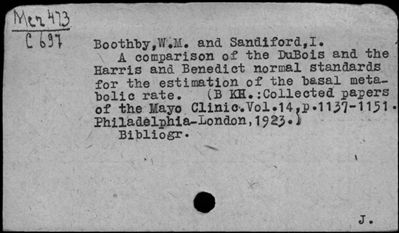 Mer 473
C 697
Boothby,W.M. and Sandiford,I.
A comparison of the DuBois and the
Harris and Benedict normal standards
for the estimation of the basal meta-
bolic rate. (B KH.:Collected papers
of the Mayo Clinic.Vol.14,p.1137-1151.
Philadelphia-London,1923.)
Bibliogr.
J.